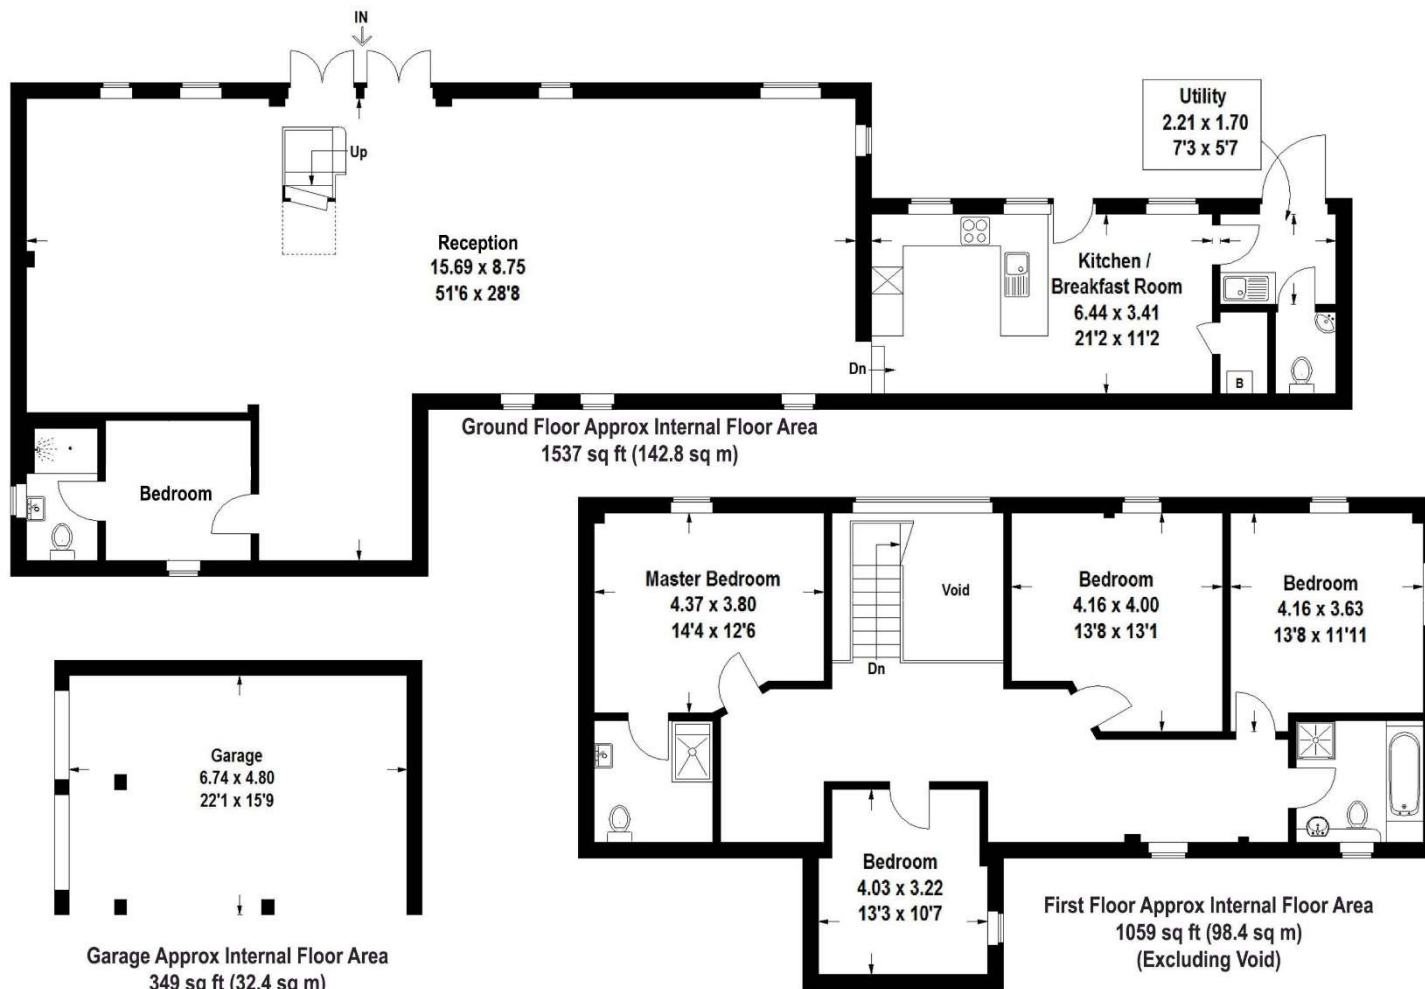 IN
Up
Reception
15.69 x 8.75
51'6 x 28'8
Utility
2.21 x 1.70
7'3 x 5'7
Kitchen /
Breakfast Room
6.44 x 3.41
21'2 x 11'2
Dn
B
Bedroom
Ground Floor Approx Internal Floor Area
1537 sq ft (142.8 sq m)
Master Bedroom
4.37 x 3.80
14'4 x 12'6
Void
Dn
Bedroom
4.16 x 4.00
13'8 x 13'1
Bedroom
4.16 x 3.63
13'8 x 11'11
Bedroom
4.03 x 3.22
13'3 x 10'7
First Floor Approx Internal Floor Area
1059 sq ft (98.4 sq m)
(Excluding Void)
Garage
6.74 x 4.80
22'1 x 15'9
Garage Approx Internal Floor Area
349 sq ft (32.4 sq m)